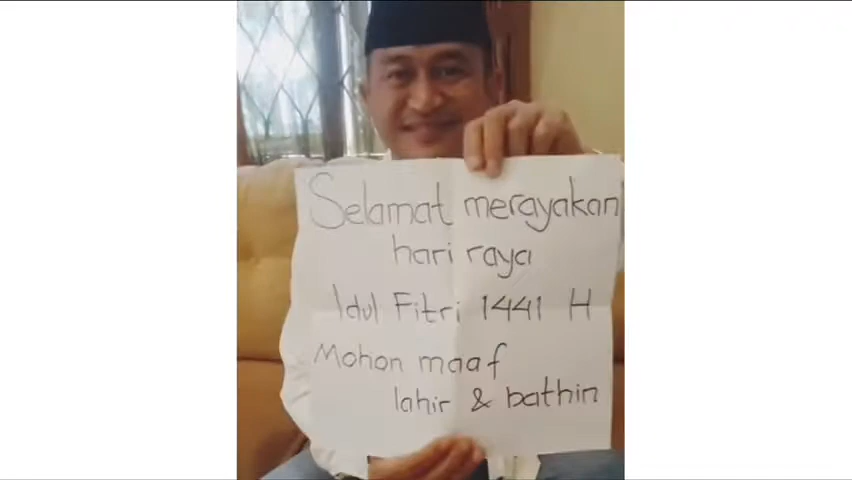 Selamat merayakan
hari raya
Idul Fitri 1441 H
Mohon maaf
lahir & bathin